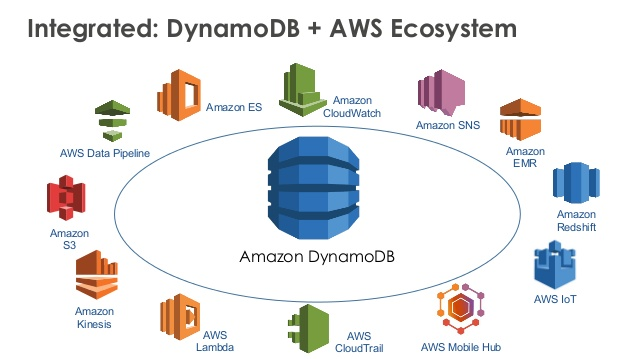 Integrated: DynamoDB + AWS Ecosystem
Amazon ES
Amazon
CloudWatch
Amazon SNS
Amazon
EMR
AWS Data Pipeline
Amazon
Redshift
Amazon
S3
Amazon DynamoDB
AWS IoT
Amazon
Kinesis
AWS
Lambda
AWS
CloudTrail
AWS Mobile Hub